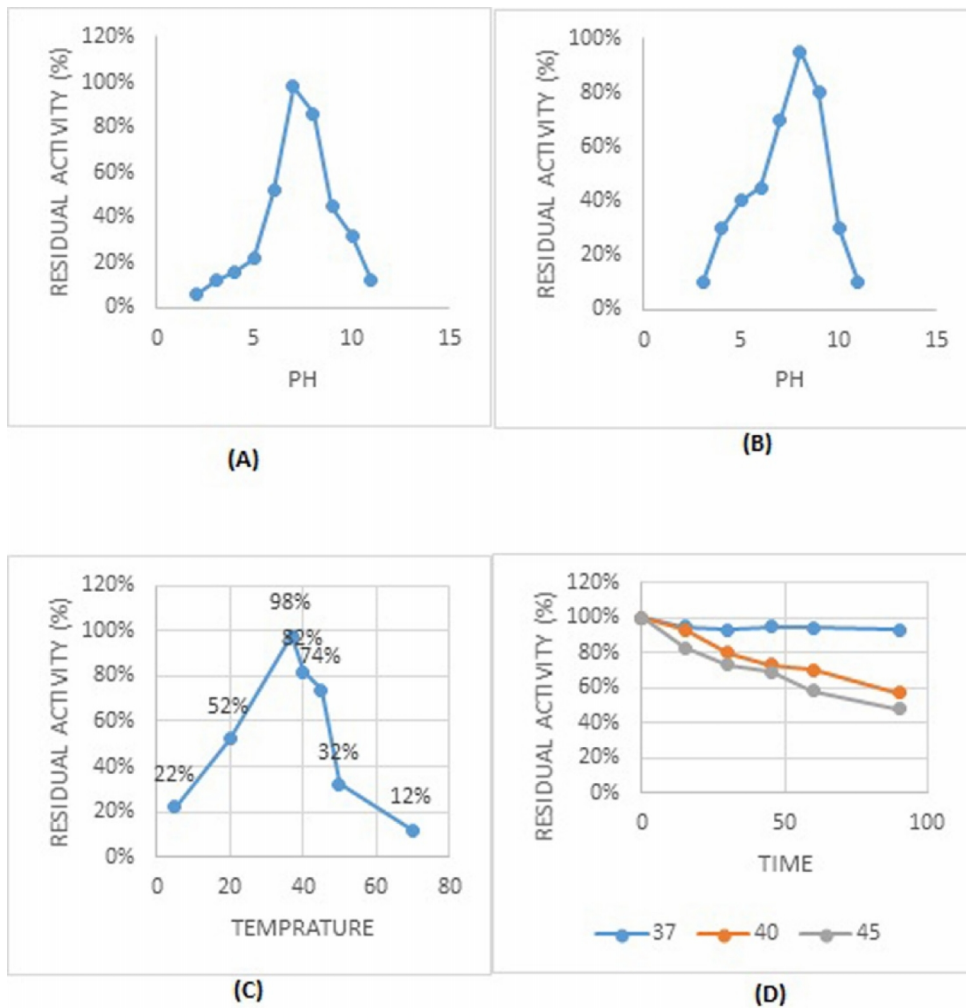 120%
100%
80%
60%
40%
20%
0%
RESIDUAL ACTIVITY (%)
0 5 10 15
PH
(A)
100%
80%
60%
40%
20%
0%
RESIDUAL ACTIVITY (%)
0 5 10 15
PH
(B)
120%
100%
80%
60%
40%
20%
0%
RESIDUAL ACTIVITY (%)
98%
82%
74%
52%
32%
22%
12%
0 20 40 60 80
TEMPRATURE
(C)
120%
100%
80%
60%
40%
20%
0%
RESIDUAL ACTIVITY (%)
0 50 100
TIME
37 40 45
(D)